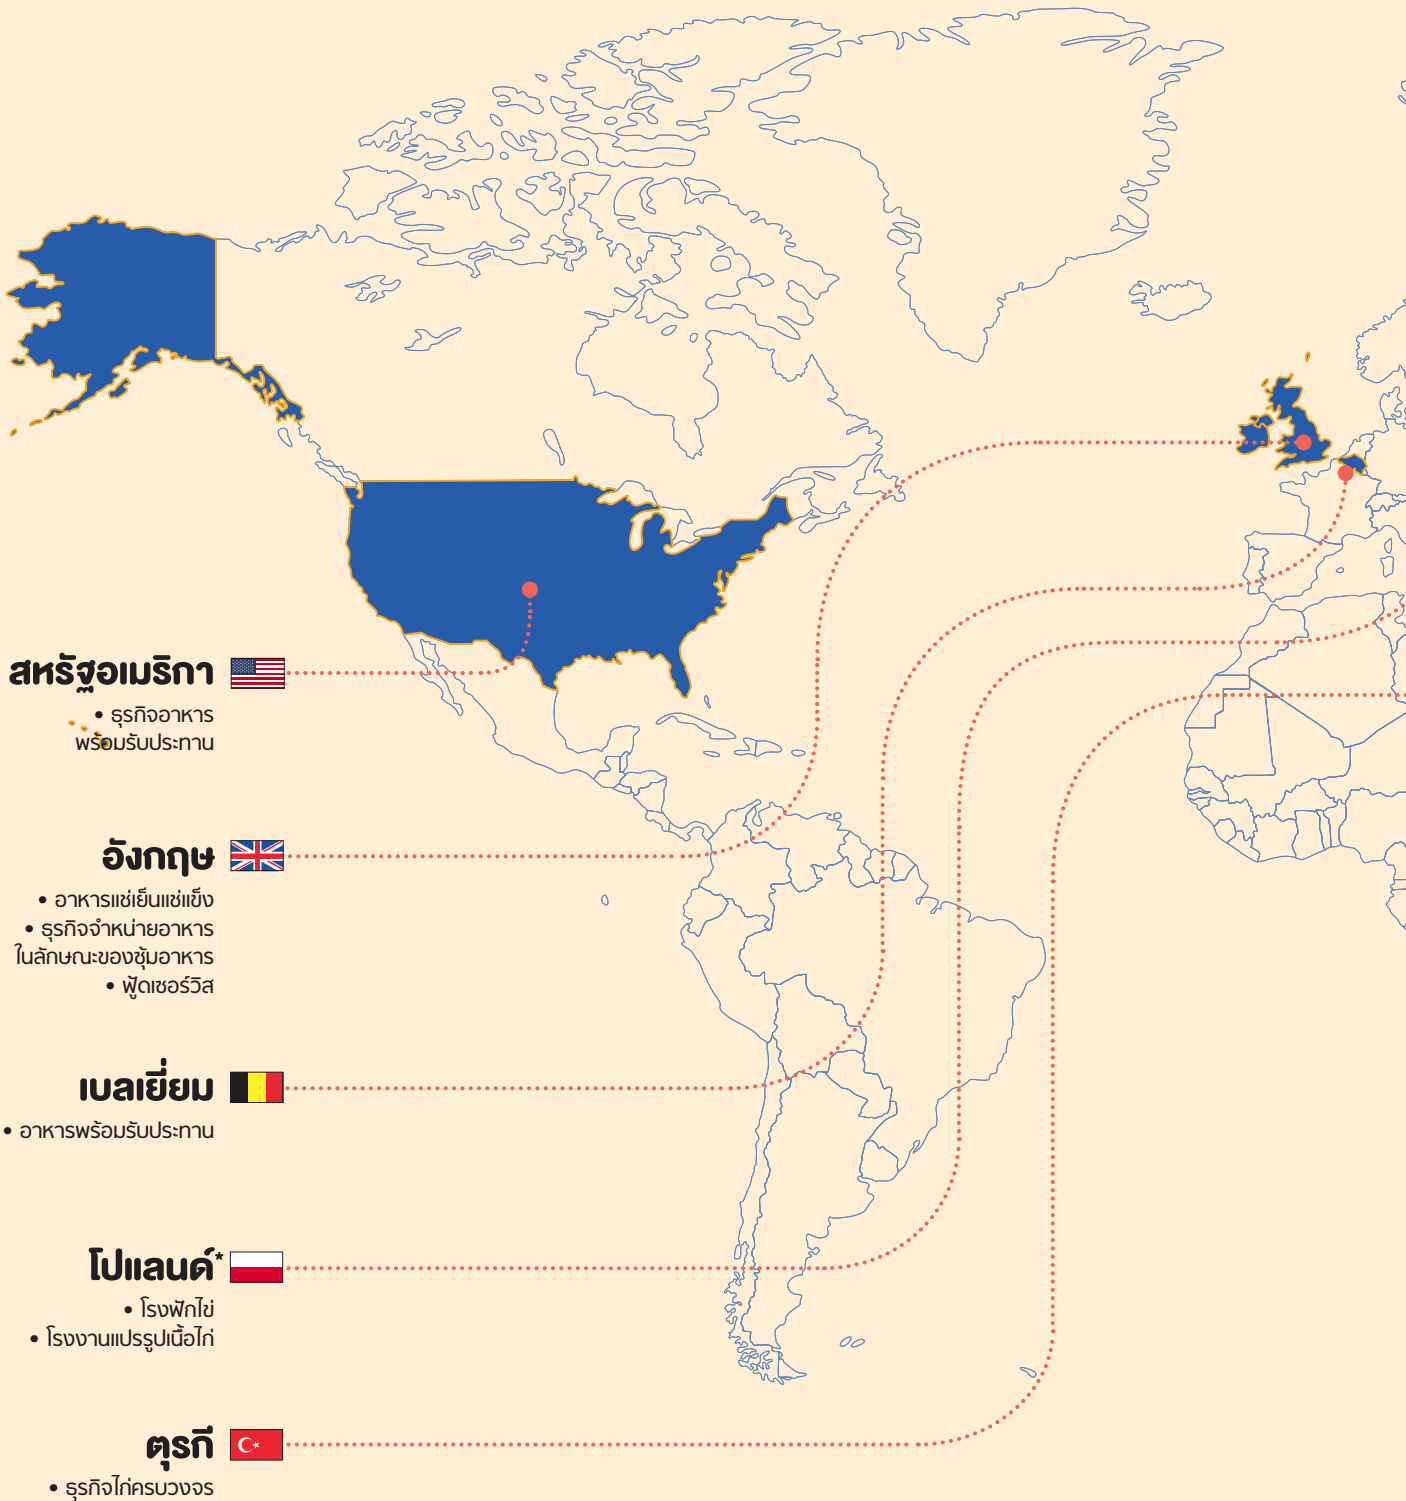 สหรัฐอเมริกา
• ธุรกิจอาหาร
พร้อมรับประทาน
อังกฤษ
• อาหารแช่เย็นแช่แข็ง
• ธุรกิจจำหน่ายอาหาร
ในลักษณะของซุ้มอาหาร
• ฟู้ดเซอร์วิส
เบลเยี่ยม
• อาหารพร้อมรับประทาน
โปแลนด์*
• โรงฟักไข่
• โรงงานแปรรูปเนื้อไก่
ตุรกี
• ธุรกิจไก่ครบวงจร